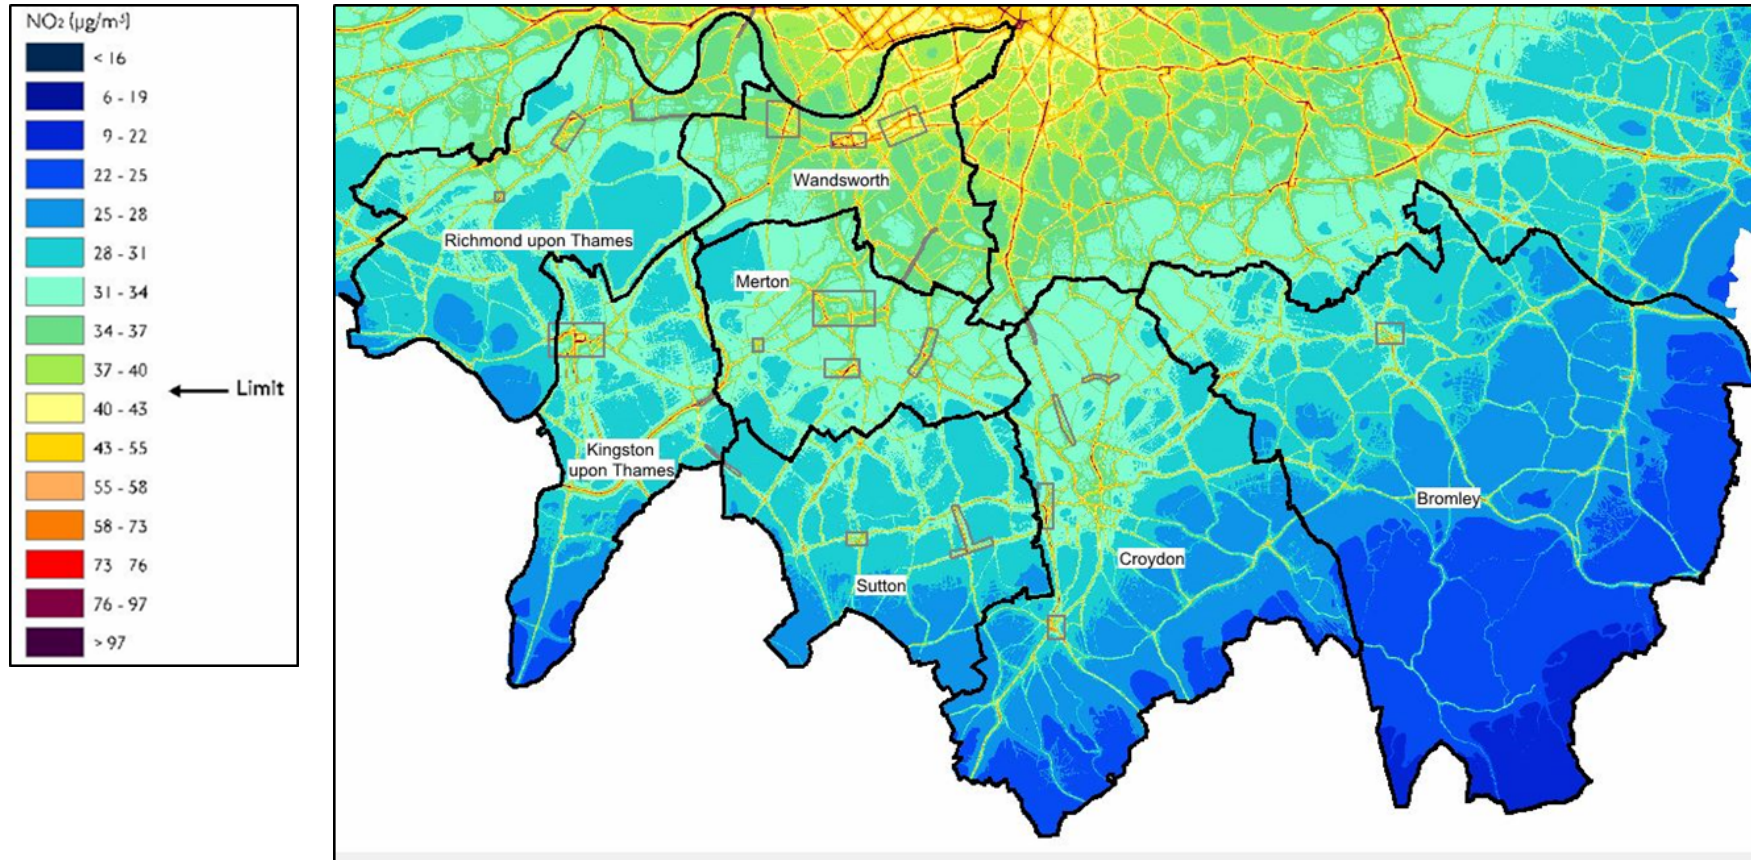 NO₂ (µg/m³)
< 16
6 - 19
9 - 22
22 - 25
25 - 28
28 - 31
31 - 34
34 - 37
37 - 40
Limit
40 - 43
43 - 55
55 - 58
58 - 73
73 76
76 - 97
> 97
Wandsworth
Richmond upon Thames
Merton
Kingston
upon Thames
Bromley
Croydon
Sutton